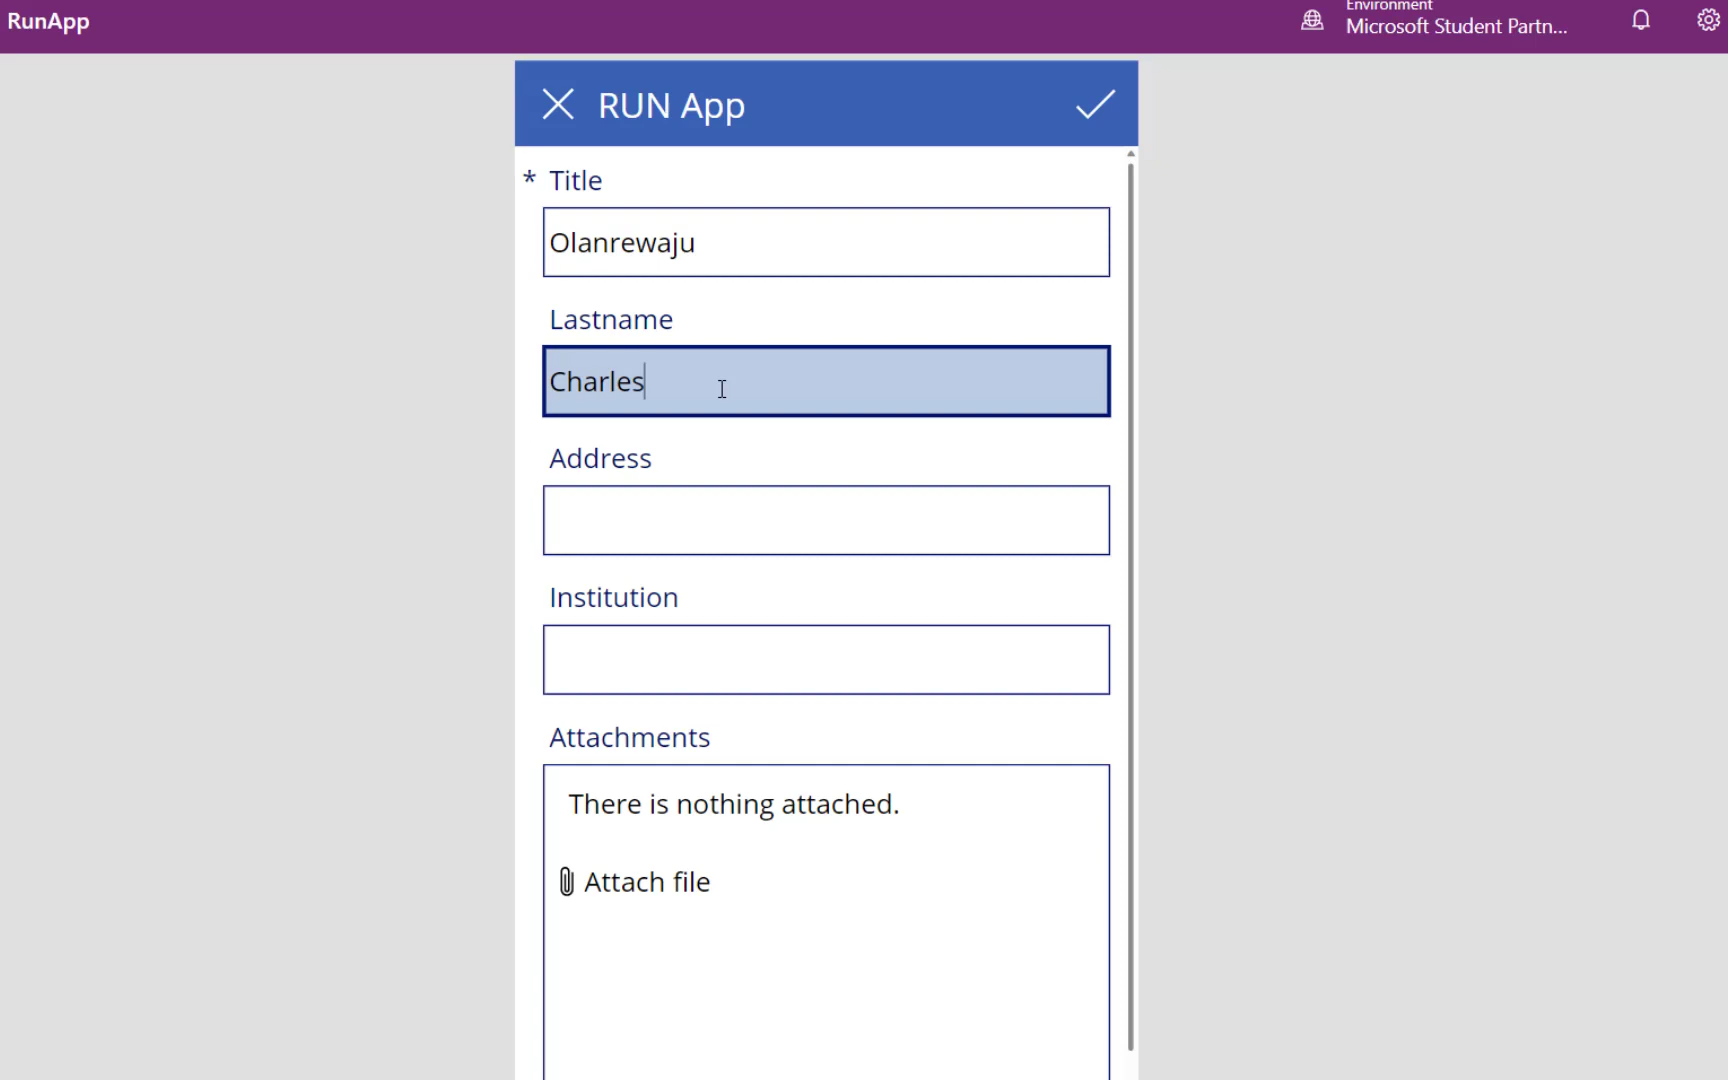 RunApp
Environment
Microsoft Student Partn...
RUN App
* Title
Olanrewaju
Lastname
Charles
Address
Institution
Attachments
There is nothing attached.
Attach file